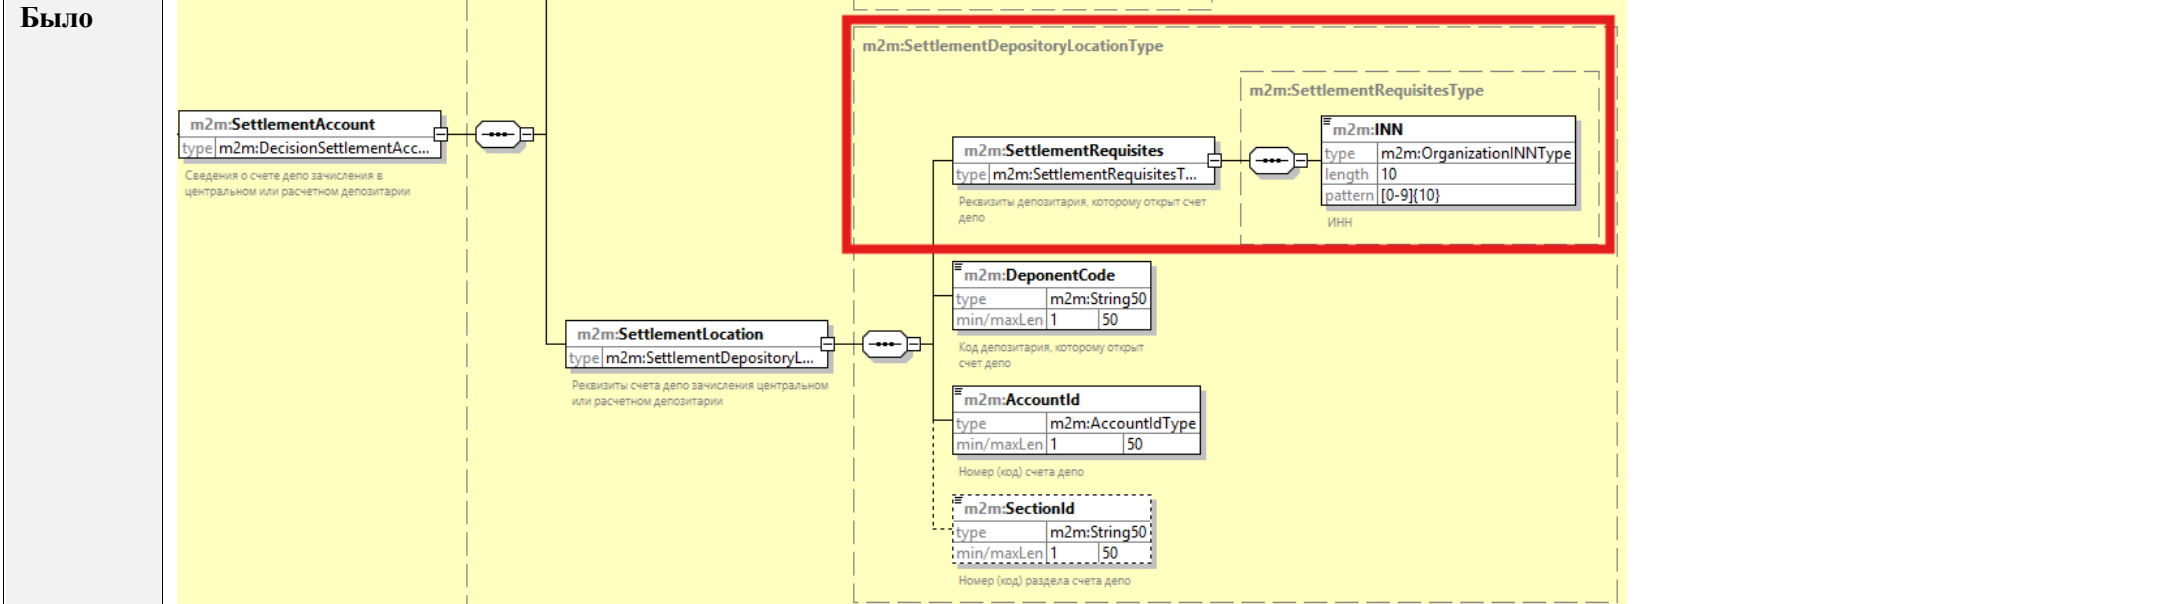 Было
m2m:SettlementDepositoryLocationType
m2m:SettlementRequisitesType
m2m:SettlementAccount
type m2m:DecisionSettlementAcc...
Сведения о счете депо зачисления в
центральном или расчетном депозитарии
m2m:SettlementRequisites
type m2m:SettlementRequisitesT...
Реквизиты депозитария, которому открыт счет
депо
m2m:INN
type m2m:OrganizationINNType
length 10
pattern [0-9]{10}
ИНН
m2m:SettlementLocation
type m2m:SettlementDepositoryL...
Реквизиты счета депо зачисления центральном
или расчетном депозитарии
m2m:DeponentCode
type m2m:String50
min/maxLen 1 50
Код депозитария, которому открыт
счет депо
m2m:AccountId
type m2m:AccountIdType
min/maxLen 1 50
Номер (код) счета депо
m2m:SectionId
type m2m:String50
min/maxLen 1 50
Номер (код) раздела счета депо